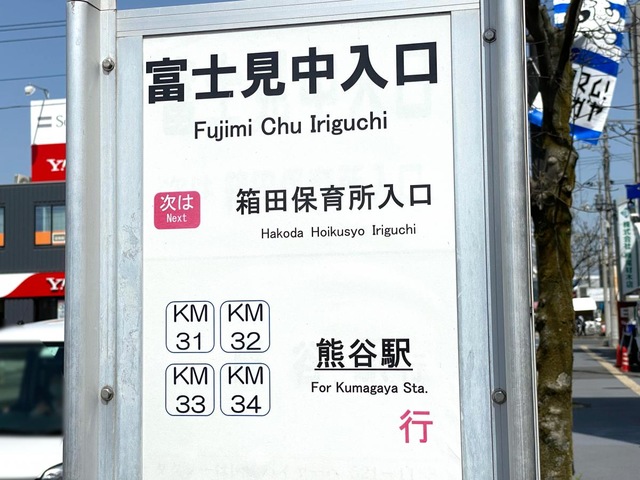 富士見中入口
Fujimi Chu Iriguchi
次は
Next
箱田保育所入口
Hakoda Hoikusyo Iriguchi
KM
31
KM
32
KM
33
KM
34
熊谷駅
For Kumagaya Sta.
行
Y!
Y!